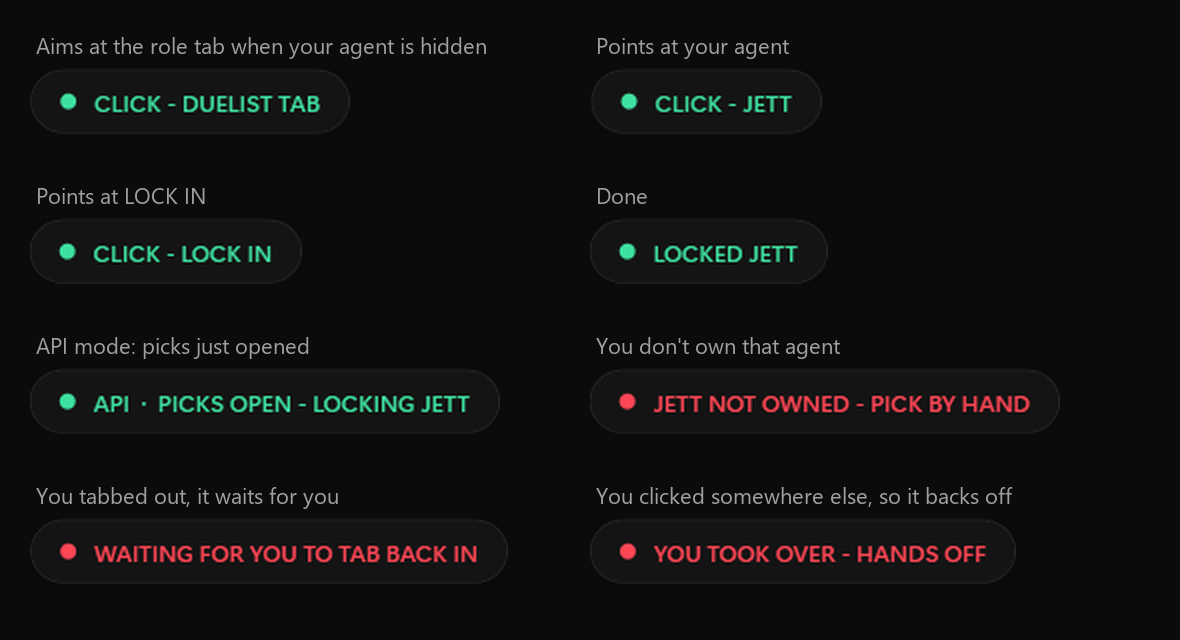 Aims at the role tab when your agent is hidden
CLICK - DUELIST TAB
Points at your agent
CLICK - JETT
Points at LOCK IN
CLICK - LOCK IN
Done
LOCKED JETT
API mode: picks just opened
API · PICKS OPEN - LOCKING JETT
You don't own that agent
JETT NOT OWNED - PICK BY HAND
You tabbed out, it waits for you
WAITING FOR YOU TO TAB BACK IN
You clicked somewhere else, so it backs off
YOU TOOK OVER - HANDS OFF